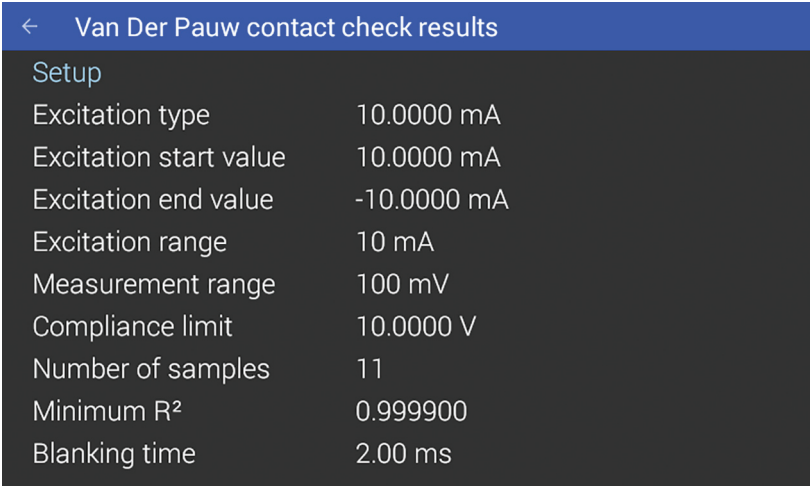 ← Van Der Pauw contact check results
Setup
Excitation type 10.0000 mA
Excitation start value 10.0000 mA
Excitation end value -10.0000 mA
Excitation range 10 mA
Measurement range 100 mV
Compliance limit 10.0000 V
Number of samples 11
Minimum R² 0.999900
Blanking time 2.00 ms